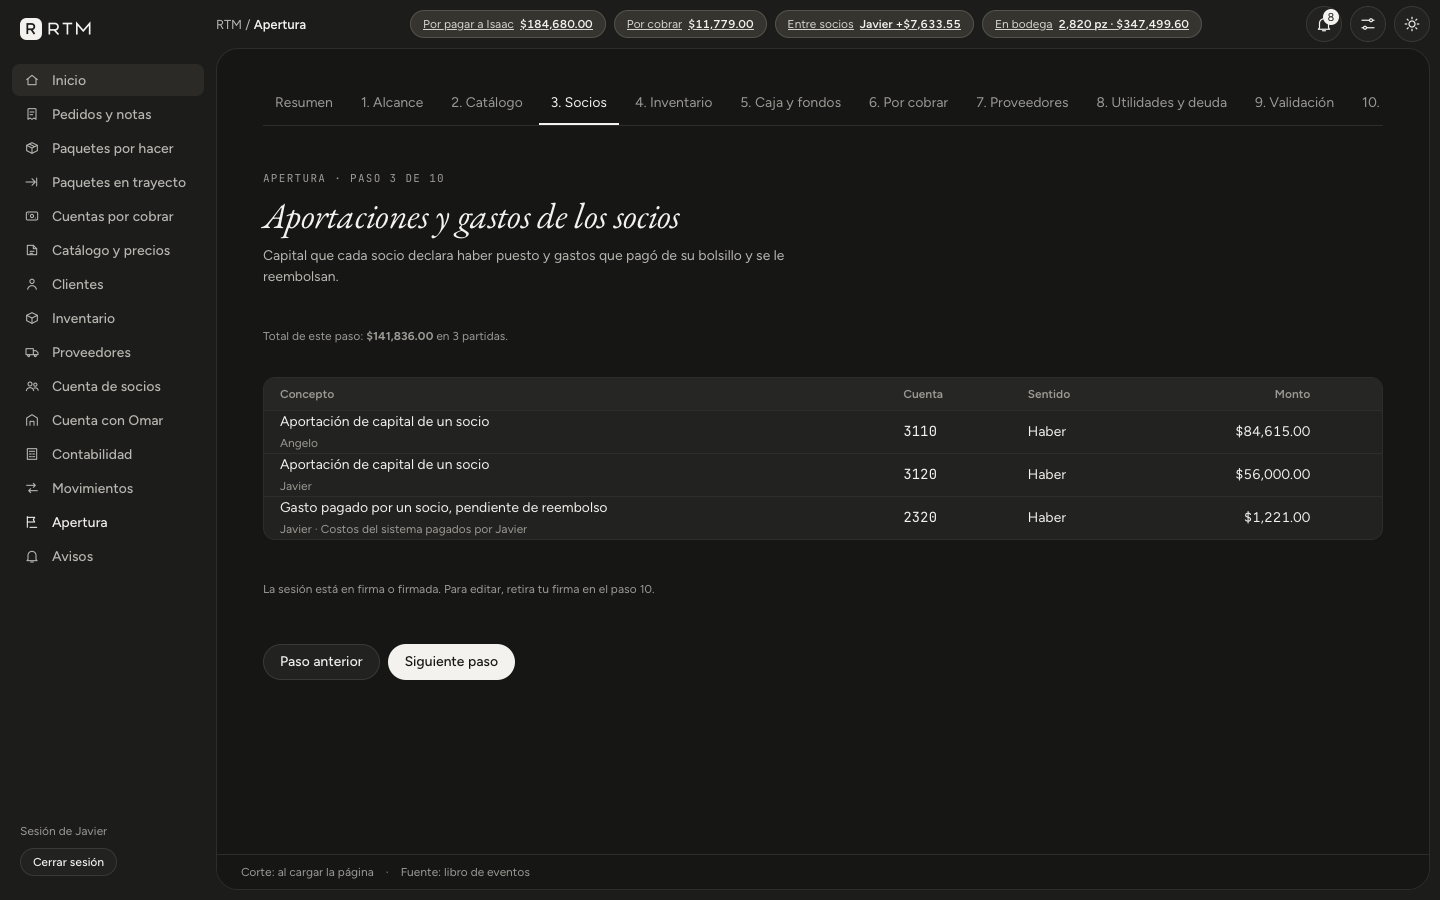 R RTM
RTM / Apertura
Por pagar a Isaac $184,680.00
Por cobrar $11,779.00
Entre socios Javier +$7,633.55
En bodega 2,820 pz · $347,499.60
8
Inicio
Pedidos y notas
Paquetes por hacer
Paquetes en trayecto
Cuentas por cobrar
Catálogo y precios
Clientes
Inventario
Proveedores
Cuenta de socios
Cuenta con Omar
Contabilidad
Movimientos
Apertura
Avisos
Sesión de Javier
Cerrar sesión
Resumen 1. Alcance 2. Catálogo 3. Socios 4. Inventario 5. Caja y fondos 6. Por cobrar 7. Proveedores 8. Utilidades y deuda 9. Validación 10.
APERTURA · PASO 3 DE 10
Aportaciones y gastos de los socios
Capital que cada socio declara haber puesto y gastos que pagó de su bolsillo y se le
reembolsan.
Total de este paso: $141,836.00 en 3 partidas.
Concepto Cuenta Sentido Monto
Aportación de capital de un socio 3110 Haber $84,615.00
Angelo
Aportación de capital de un socio 3120 Haber $56,000.00
Javier
Gasto pagado por un socio, pendiente de reembolso 2320 Haber $1,221.00
Javier · Costos del sistema pagados por Javier
La sesión está en firma o firmada. Para editar, retira tu firma en el paso 10.
Paso anterior Siguiente paso
Corte: al cargar la página · Fuente: libro de eventos